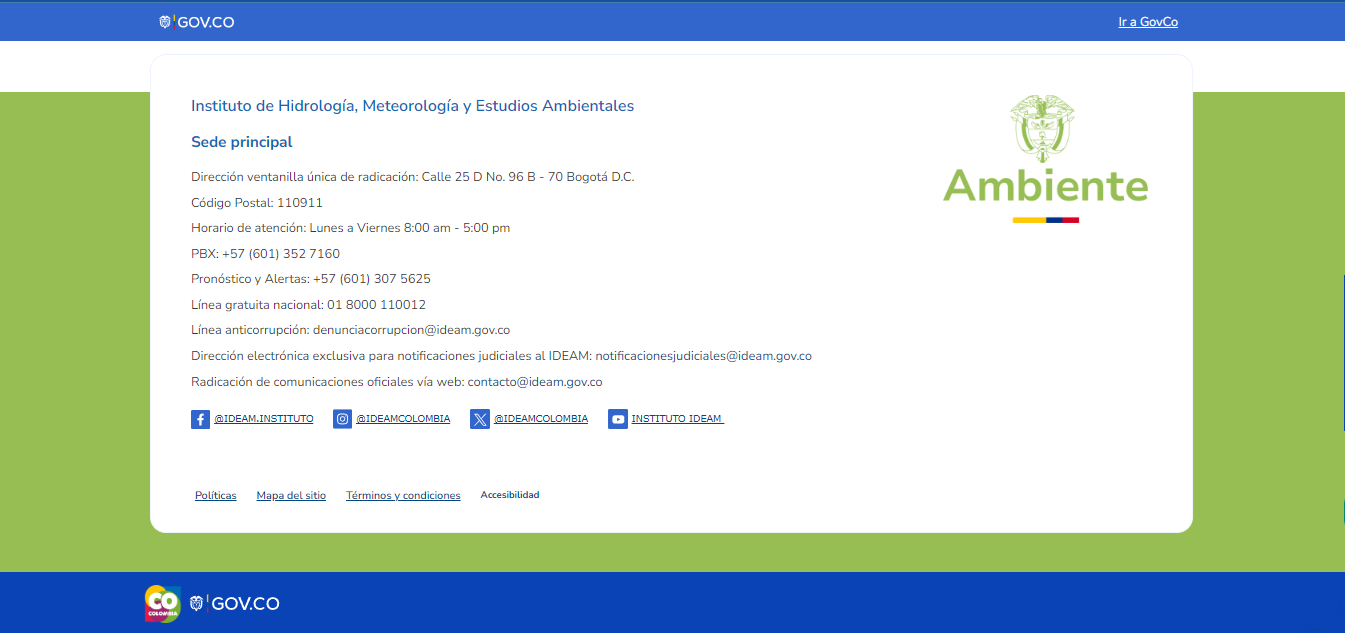 GOV.CO
Ir a GovCo
Instituto de Hidrología, Meteorología y Estudios Ambientales
Sede principal
Dirección ventanilla única de radicación: Calle 25 D No. 96 B - 70 Bogotá D.C.
Código Postal: 110911
Horario de atención: Lunes a Viernes 8:00 am - 5:00 pm
PBX: +57 (601) 352 7160
Pronóstico y Alertas: +57 (601) 307 5625
Línea gratuita nacional: 01 8000 110012
Línea anticorrupción: denunciacorrupcion@ideam.gov.co
Dirección electrónica exclusiva para notificaciones judiciales al IDEAM: notificacionesjudiciales@ideam.gov.co
Radicación de comunicaciones oficiales vía web: contacto@ideam.gov.co
@IDEAM.INSTITUTO @IDEAMCOLOMBIA @IDEAMCOLOMBIA INSTITUTO IDEAM
Ambiente
Políticas Mapa del sitio Términos y condiciones Accesibilidad
CO COLOMBIA GOV.CO